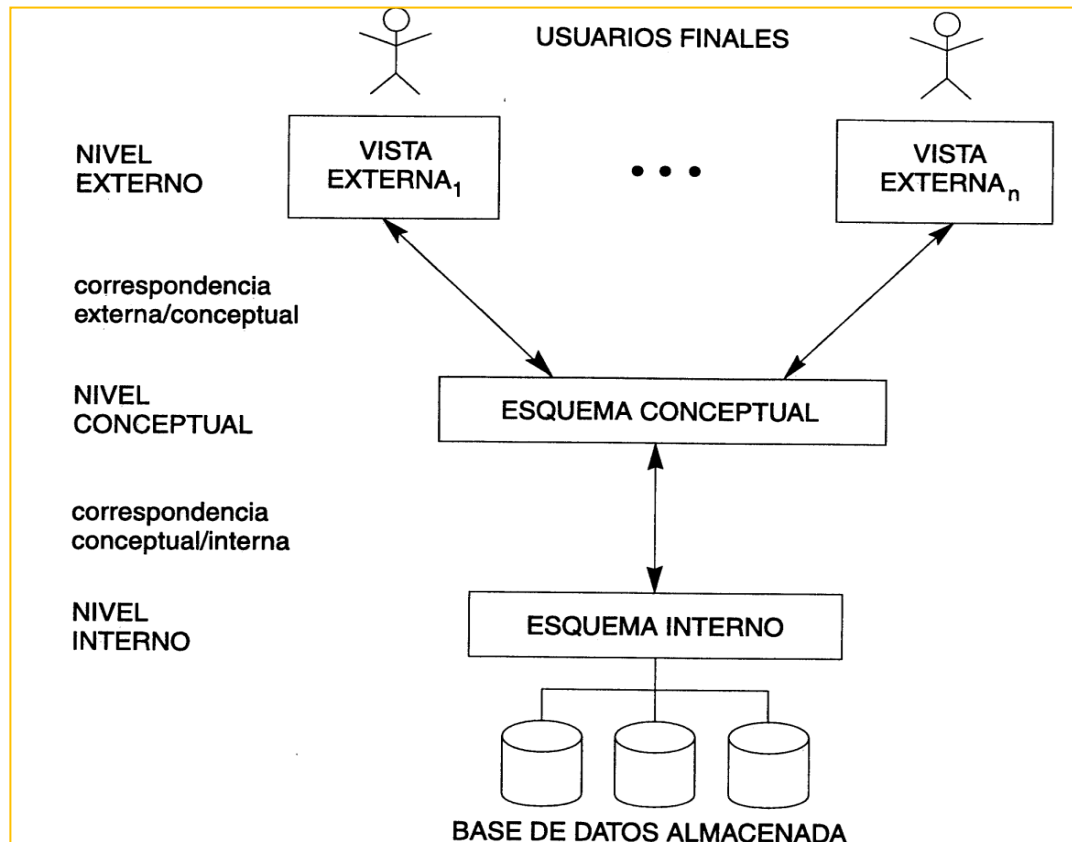 USUARIOS FINALES
NIVEL
EXTERNO
VISTA
EXTERNA1
• • •
VISTA
EXTERNAn
correspondencia
externa/conceptual
NIVEL
CONCEPTUAL
ESQUEMA CONCEPTUAL
correspondencia
conceptual/interna
NIVEL
INTERNO
ESQUEMA INTERNO
BASE DE DATOS ALMACENADA